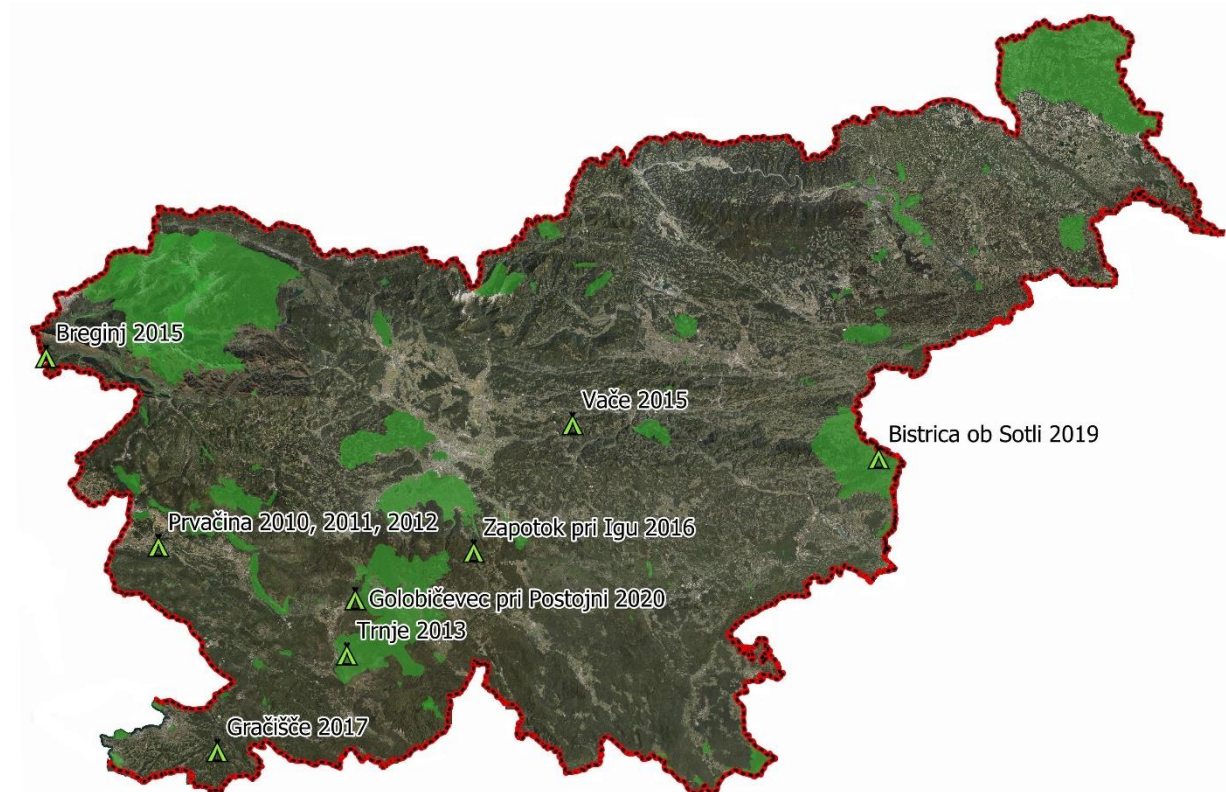 Breginj 2015
Vače 2015
Bistrica ob Sotli 2019
Prvačina 2010, 2011, 2012
Zapotok pri Igu 2016
Golobičevec pri Postojni 2020
Trnje 2013
Gračišče 2017